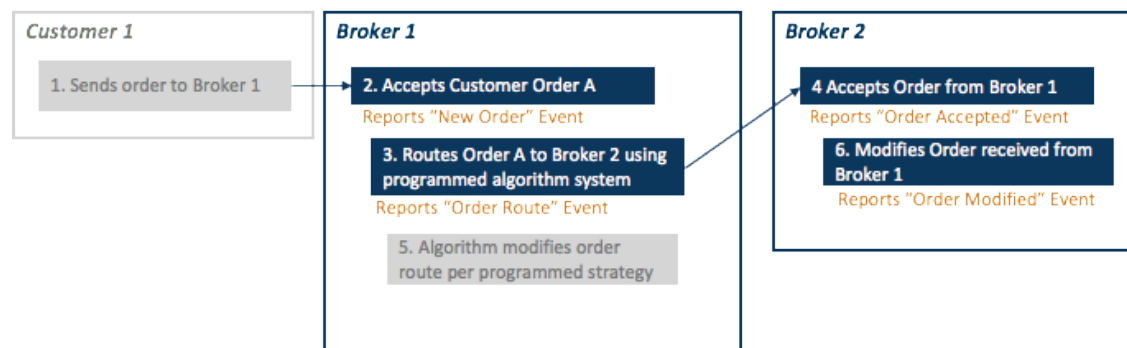 Customer 1
1. Sends order to Broker 1
Broker 1
2. Accepts Customer Order A
Reports "New Order" Event
3. Routes Order A to Broker 2 using
programmed algorithm system
Reports "Order Route" Event
5. Algorithm modifies order
route per programmed strategy
Broker 2
4 Accepts Order from Broker 1
Reports "Order Accepted" Event
6. Modifies Order received from
Broker 1
Reports "Order Modified" Event